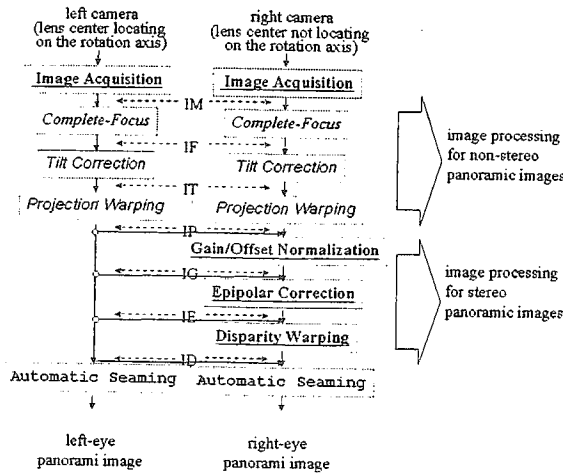 left camera
(lens center locating
on the rotation axis)
right camera
(lens center not locating
on the rotation axis)
Image Acquisition
Image Acquisition
IM
Complete-Focus
Complete-Focus
IF
Tilt Correction
Tilt Correction
IT
Projection Warping
Projection Warping
IP
Gain/Offset Normalization
IG
Epipolar Correction
IE
Disparity Warping
ID
Automatic Seaming
Automatic Seaming
left-eye
panorami image
right-eye
panorami image
image processing
for non-stereo
panoramic images
image processing
for stereo
panoramic images